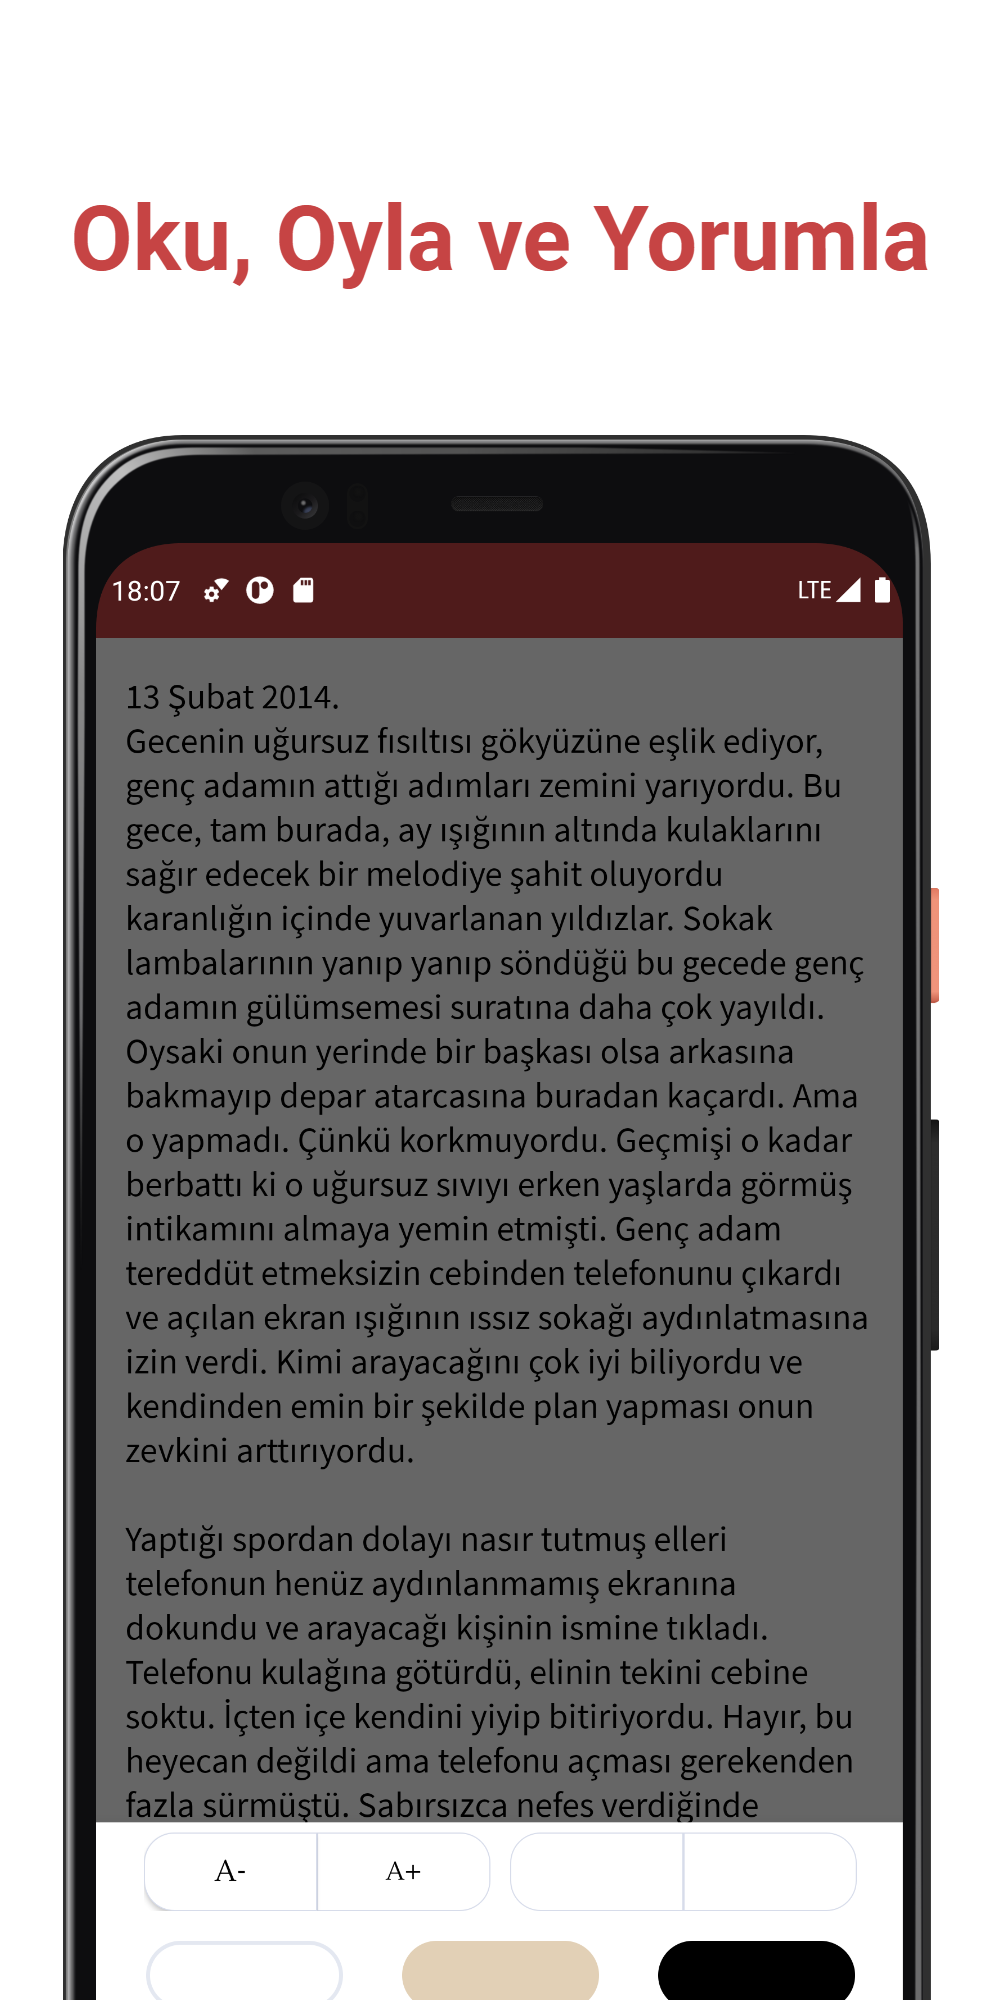 Oku, Oyla ve Yorumla
18:07
LTE
13 Şubat 2014.
Gecenin uğursuz fısıltısı gökyüzüne eşlik ediyor,
genç adamın attığı adımları zemini yarıyordu. Bu
gece, tam burada, ay ışığının altında kulaklarını
sağır edecek bir melodiye şahit oluyordu
karanlığın içinde yuvarlanan yıldızlar. Sokak
lambalarının yanıp yanıp söndüğü bu gecede genç
adamın gülümsemesi suratına daha çok yayıldı.
Oysaki onun yerinde bir başkası olsa arkasına
bakmayıp depar atarcasına buradan kaçardı. Ama
o yapmadı. Çünkü korkmuyordu. Geçmişi o kadar
berbattı ki o uğursuz sıvıyı erken yaşlarda görmüş
intikamını almaya yemin etmişti. Genç adam
tereddüt etmeksizin cebinden telefonunu çıkardı
ve açılan ekran ışığının ıssız sokağı aydınlatmasına
izin verdi. Kimi arayacağını çok iyi biliyordu ve
kendinden emin bir şekilde plan yapması onun
zevkini arttırıyordu.
Yaptığı spordan dolayı nasır tutmuş elleri
telefonun henüz aydınlanmamış ekranına
dokundu ve arayacağı kişinin ismine tıkladı.
Telefonu kulağına götürdü, elinin tekini cebine
soktu. İçten içe kendini yiyip bitiriyordu. Hayır, bu
heyecan değildi ama telefonu açması gerekenden
fazla sürmüştü. Sabırsızca nefes verdiğinde
A- A+